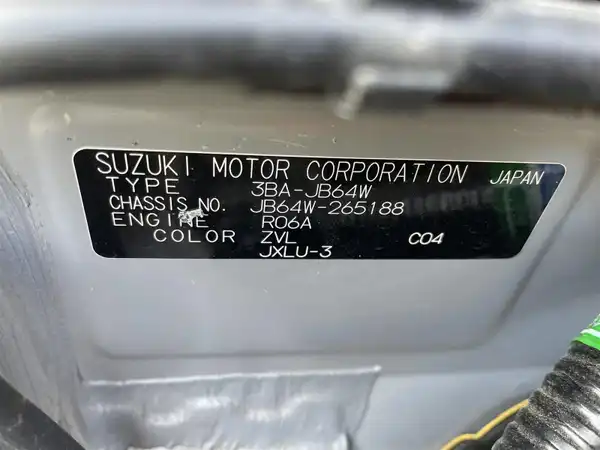 SUZUKI MOTOR CORPORATION JAPAN
TYPE 3BA-JB64W
CHASSIS NO. JB64W-265188
ENGINE R06A
COLOR ZVL C04
JXLU-3